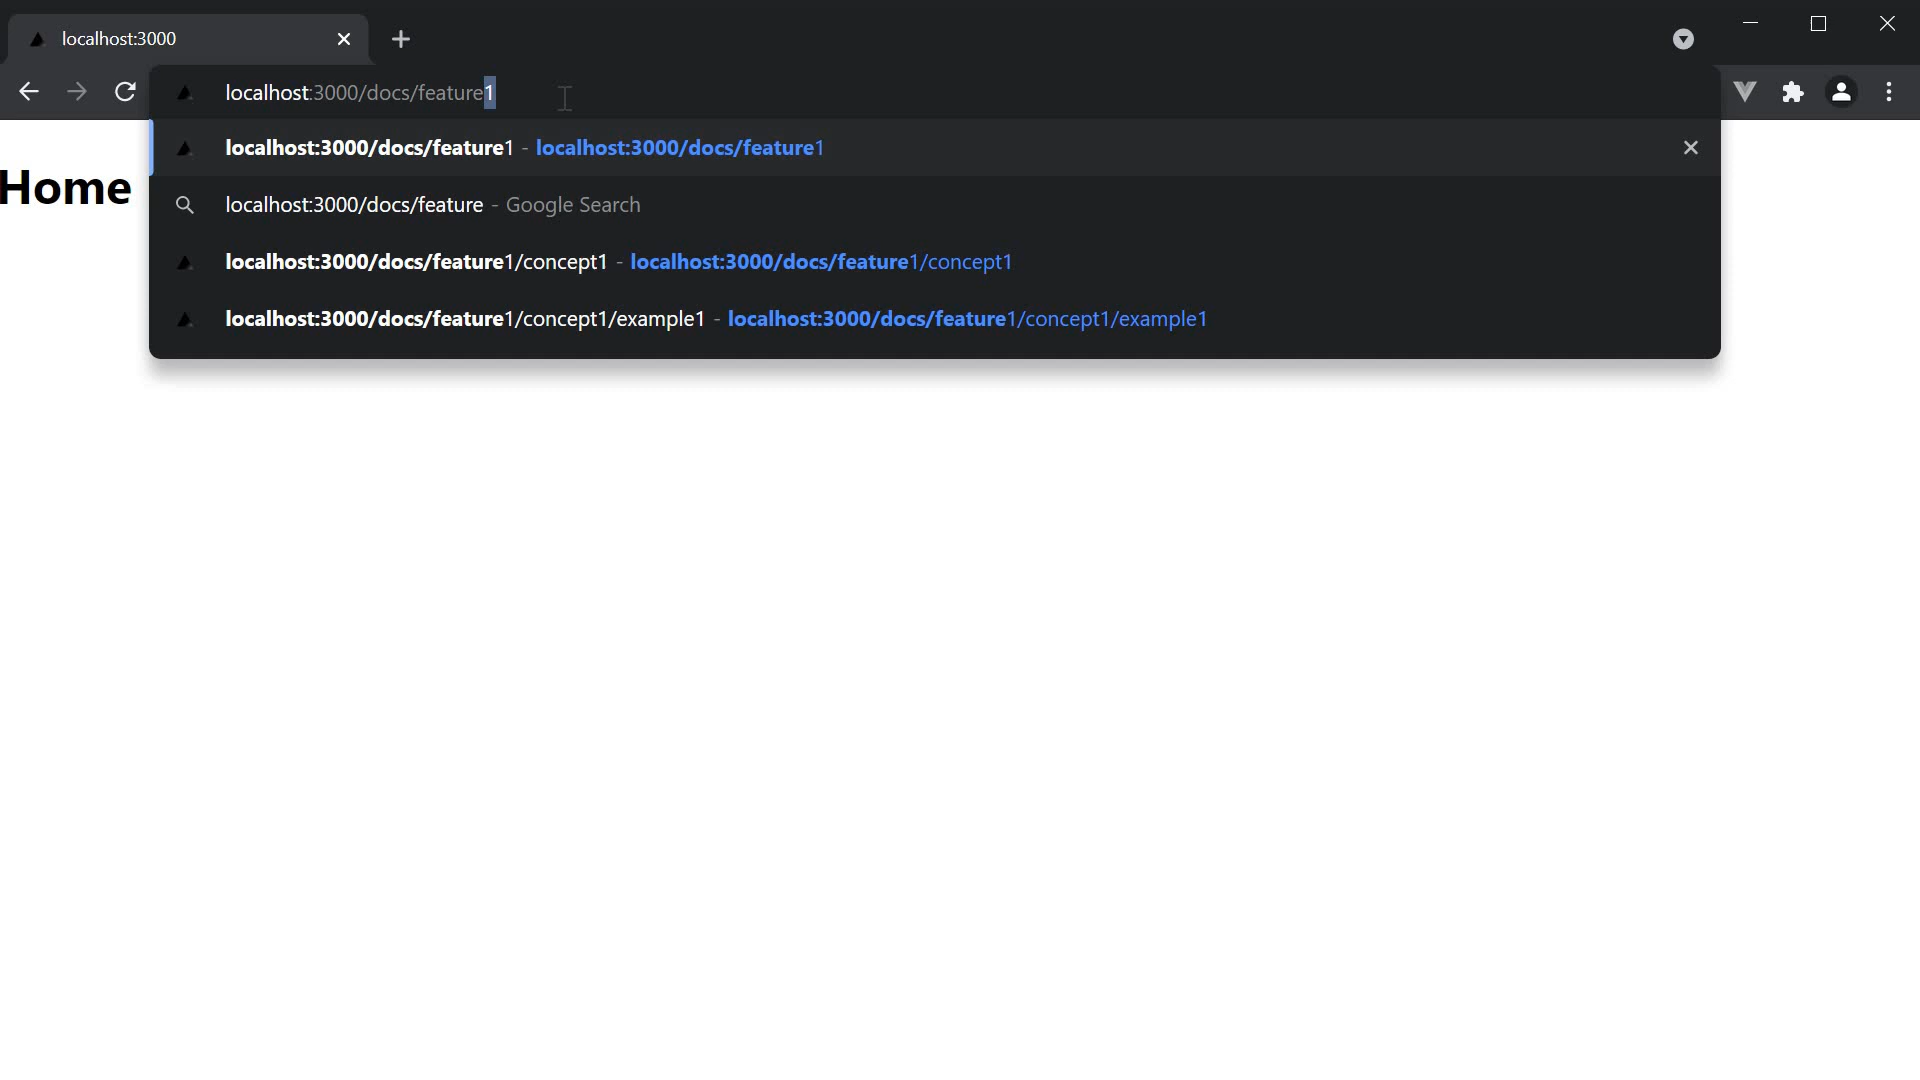 localhost:3000
localhost:3000/docs/feature1
localhost:3000/docs/feature1 - localhost:3000/docs/feature1
localhost:3000/docs/feature - Google Search
localhost:3000/docs/feature1/concept1 - localhost:3000/docs/feature1/concept1
localhost:3000/docs/feature1/concept1/example1 - localhost:3000/docs/feature1/concept1/example1
Home